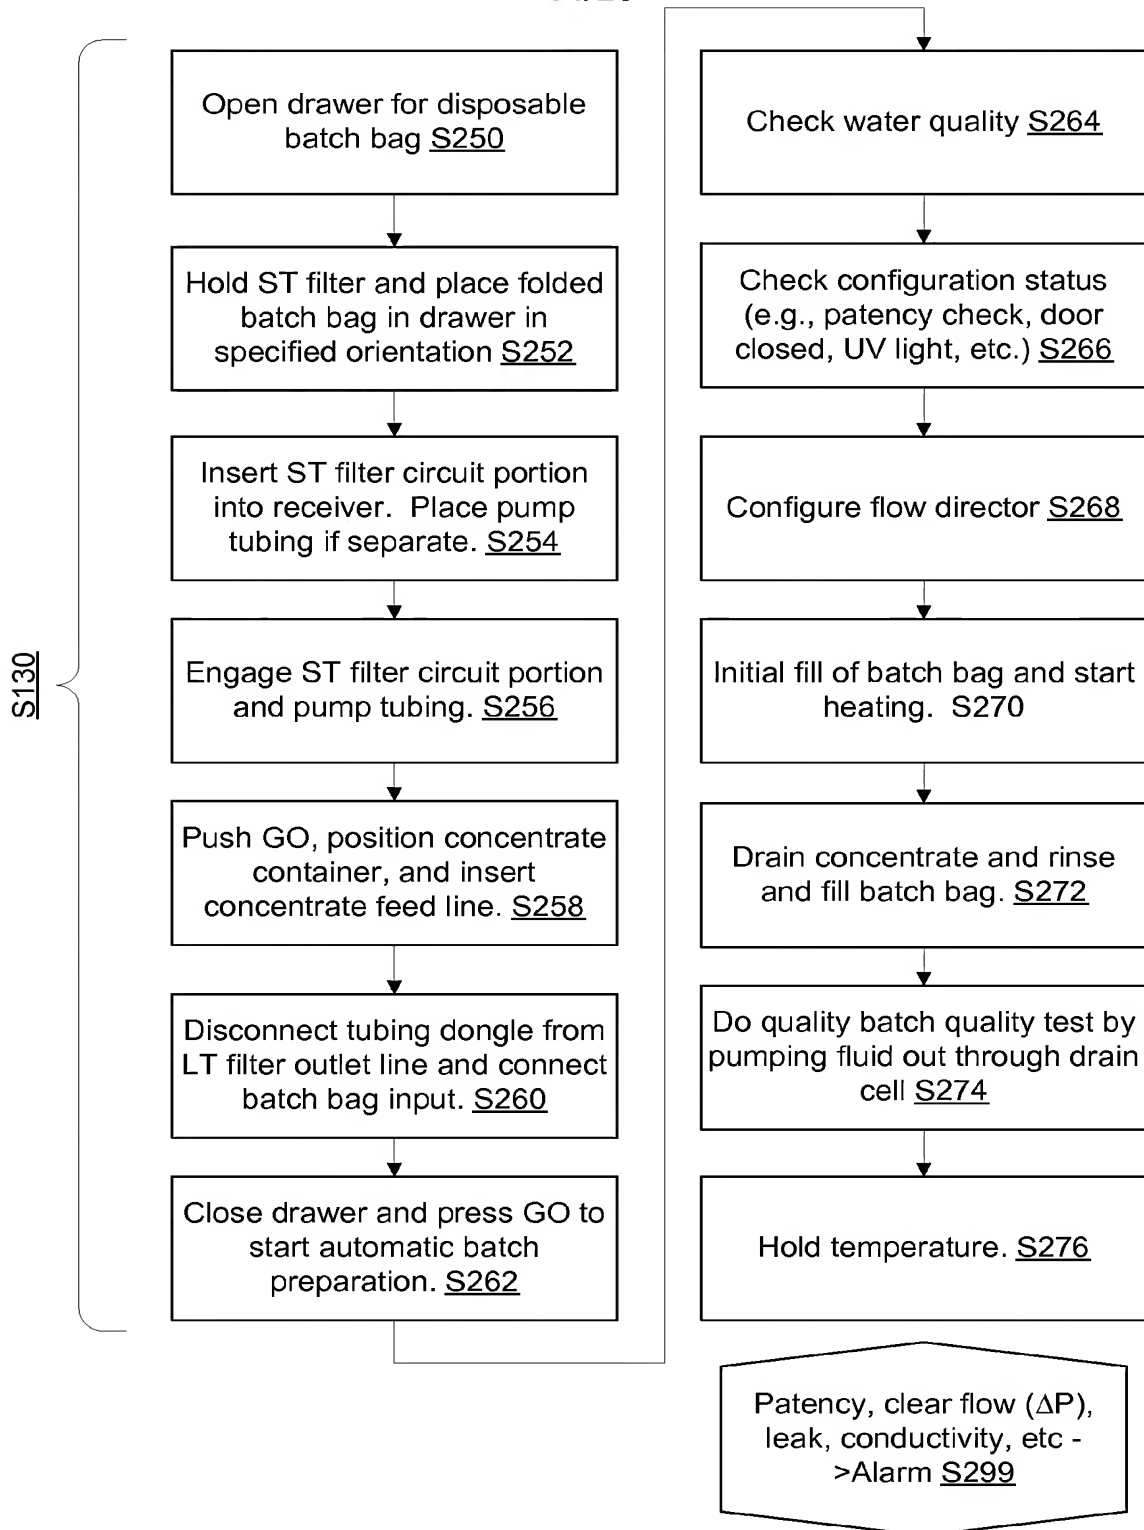 S130
Open drawer for disposable
batch bag S250
Hold ST filter and place folded
batch bag in drawer in
specified orientation S252
Insert ST filter circuit portion
into receiver. Place pump
tubing if separate. S254
Engage ST filter circuit portion
and pump tubing. S256
Push GO, position concentrate
container, and insert
concentrate feed line. S258
Disconnect tubing dongle from
LT filter outlet line and connect
batch bag input. S260
Close drawer and press GO to
start automatic batch
preparation. S262
Check water quality S264
Check configuration status
(e.g., patency check, door
closed, UV light, etc.) S266
Configure flow director S268
Initial fill of batch bag and start
heating. S270
Drain concentrate and rinse
and fill batch bag. S272
Do quality batch quality test by
pumping fluid out through drain
cell S274
Hold temperature. S276
Patency, clear flow (ΔP),
leak, conductivity, etc -
>Alarm S299